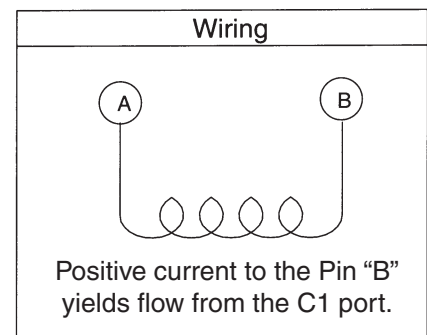 Wiring
A B
Positive current to the Pin “B”
yields flow from the C1 port.